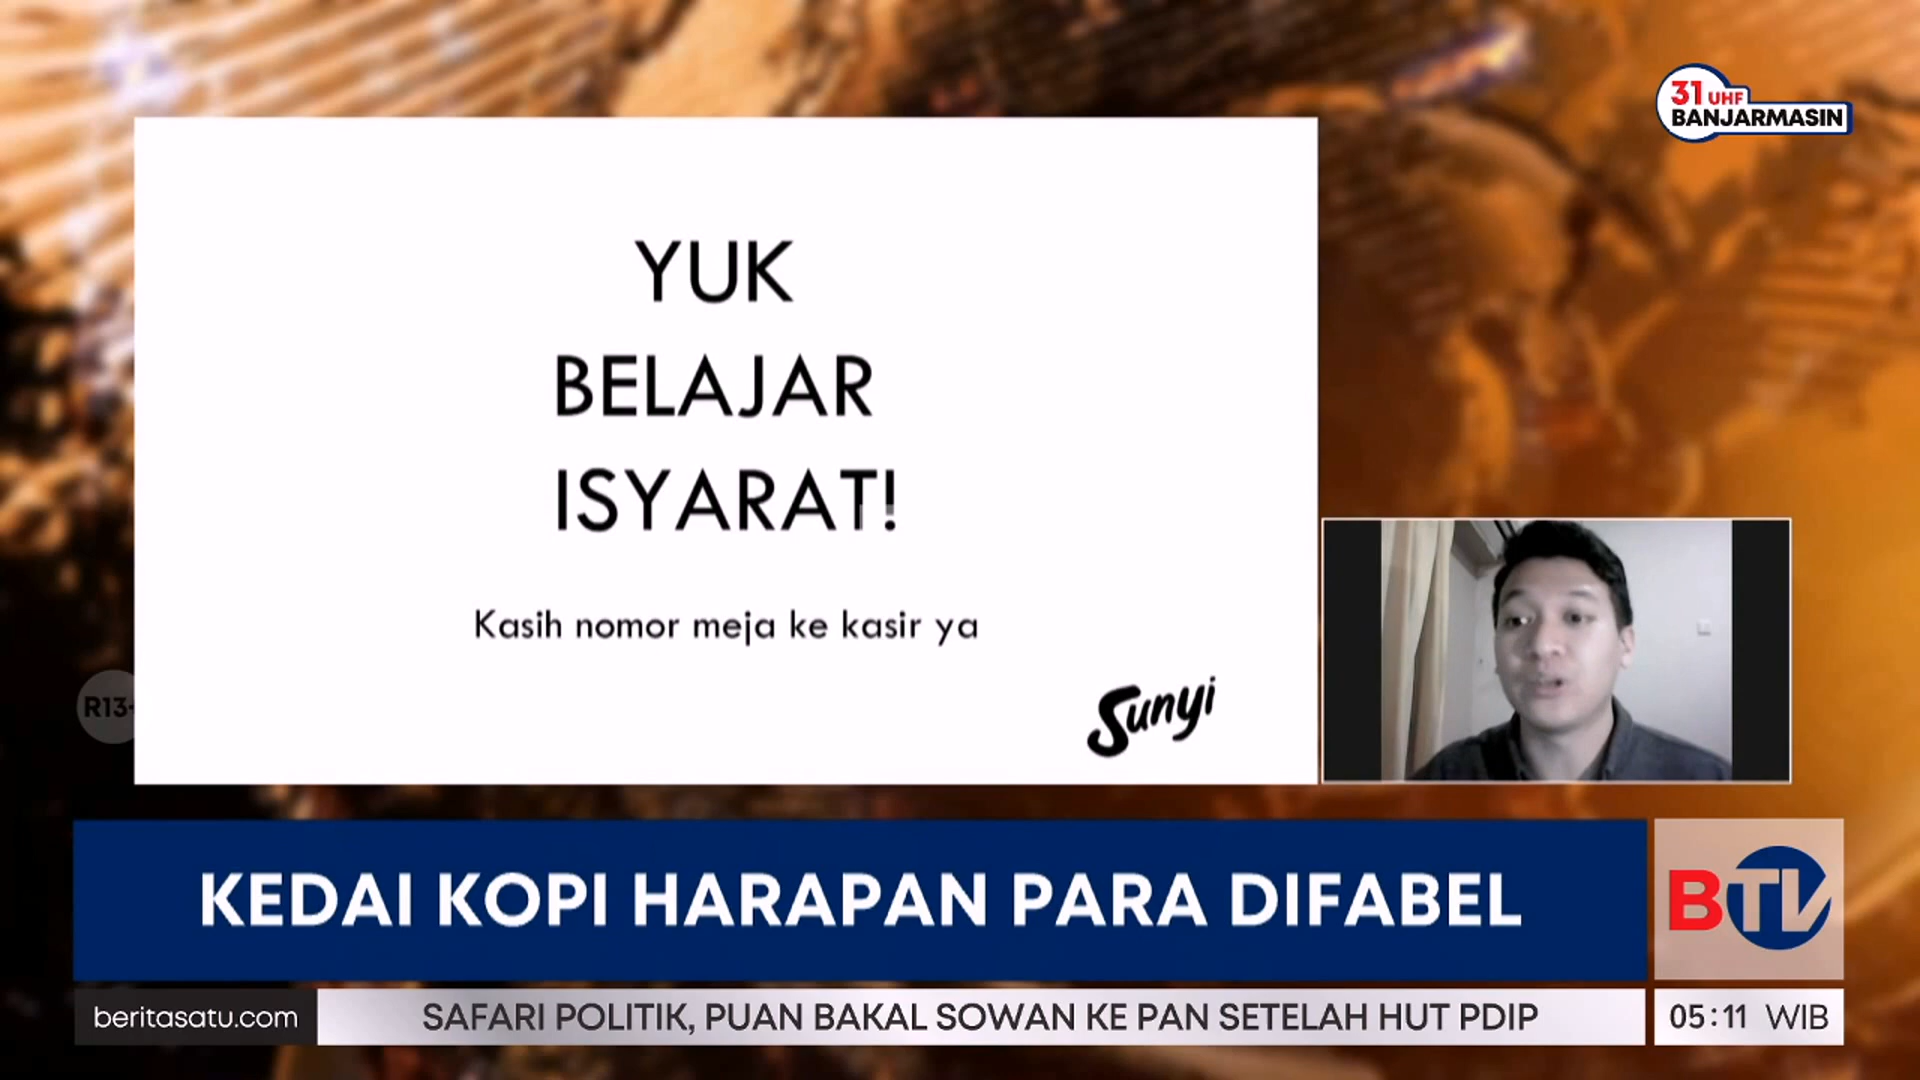 31 UHF
BANJARMASIN
YUK
BELAJAR
ISYARAT!
Kasih nomor meja ke kasir ya
Sunyi
R13+
KEDAI KOPI HARAPAN PARA DIFABEL
BTV
beritasatu.com
SAFARI POLITIK, PUAN BAKAL SOWAN KE PAN SETELAH HUT PDIP
05:11 WIB